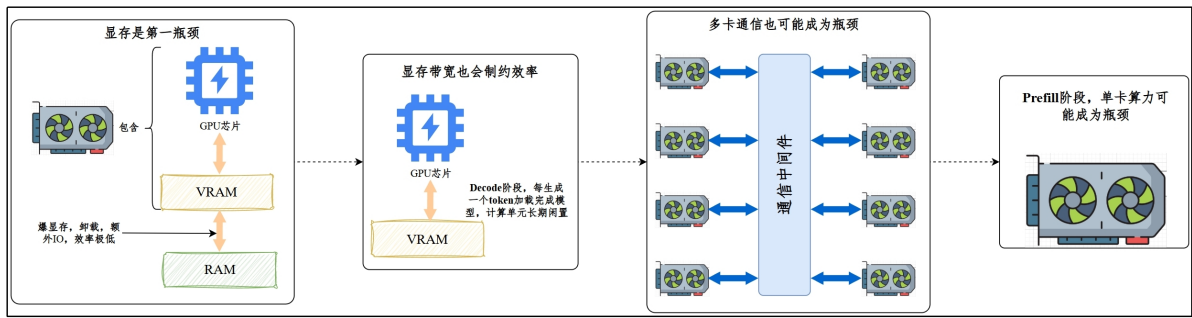 显存是第一瓶颈
包含
GPU芯片
VRAM
爆显存，卸载，额
外IO，效率极低
RAM
显存带宽也会制约效率
GPU芯片
Decode阶段，每生成
一个token加载完成模
型，计算单元长期闲置
VRAM
多卡通信也可能成为瓶颈
通信中间件
Prefill阶段，单卡算力可
能成为瓶颈